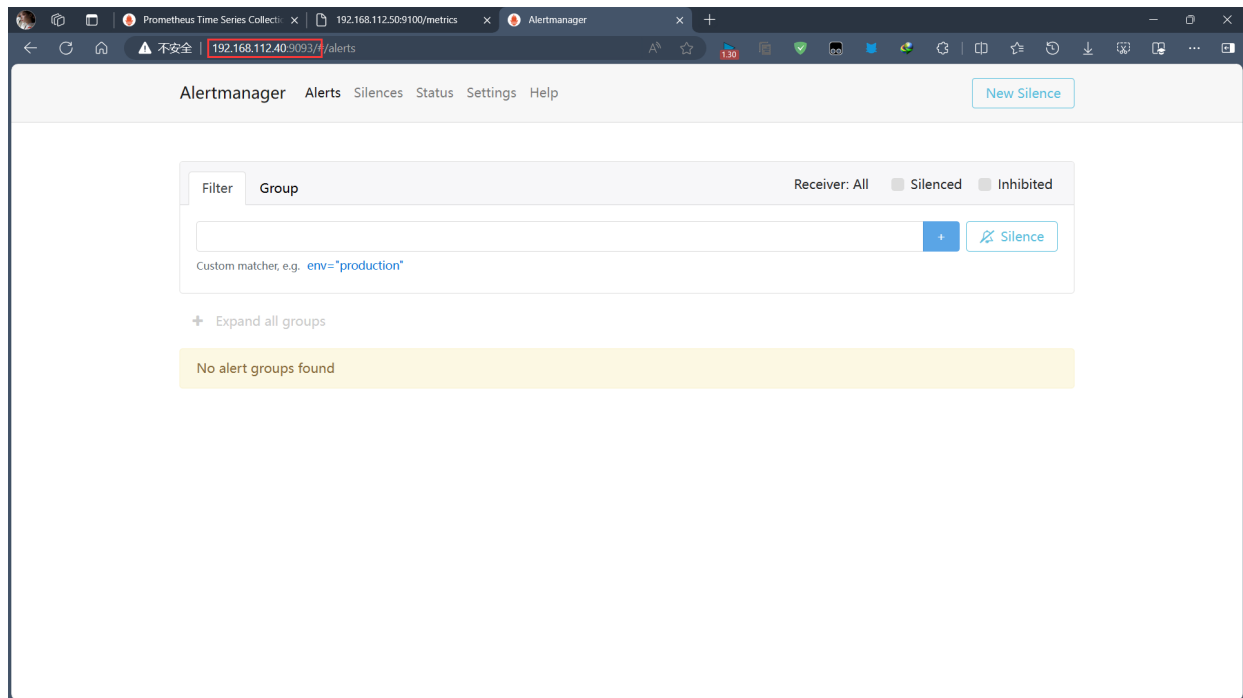 Prometheus Time Series Collectic
192.168.112.50:9100/metrics
Alertmanager
不安全
192.168.112.40:9093/#/alerts
1.30
Alertmanager Alerts Silences Status Settings Help
New Silence
Filter Group
Receiver: All Silenced Inhibited
+ Silence
Custom matcher, e.g. env="production"
+ Expand all groups
No alert groups found